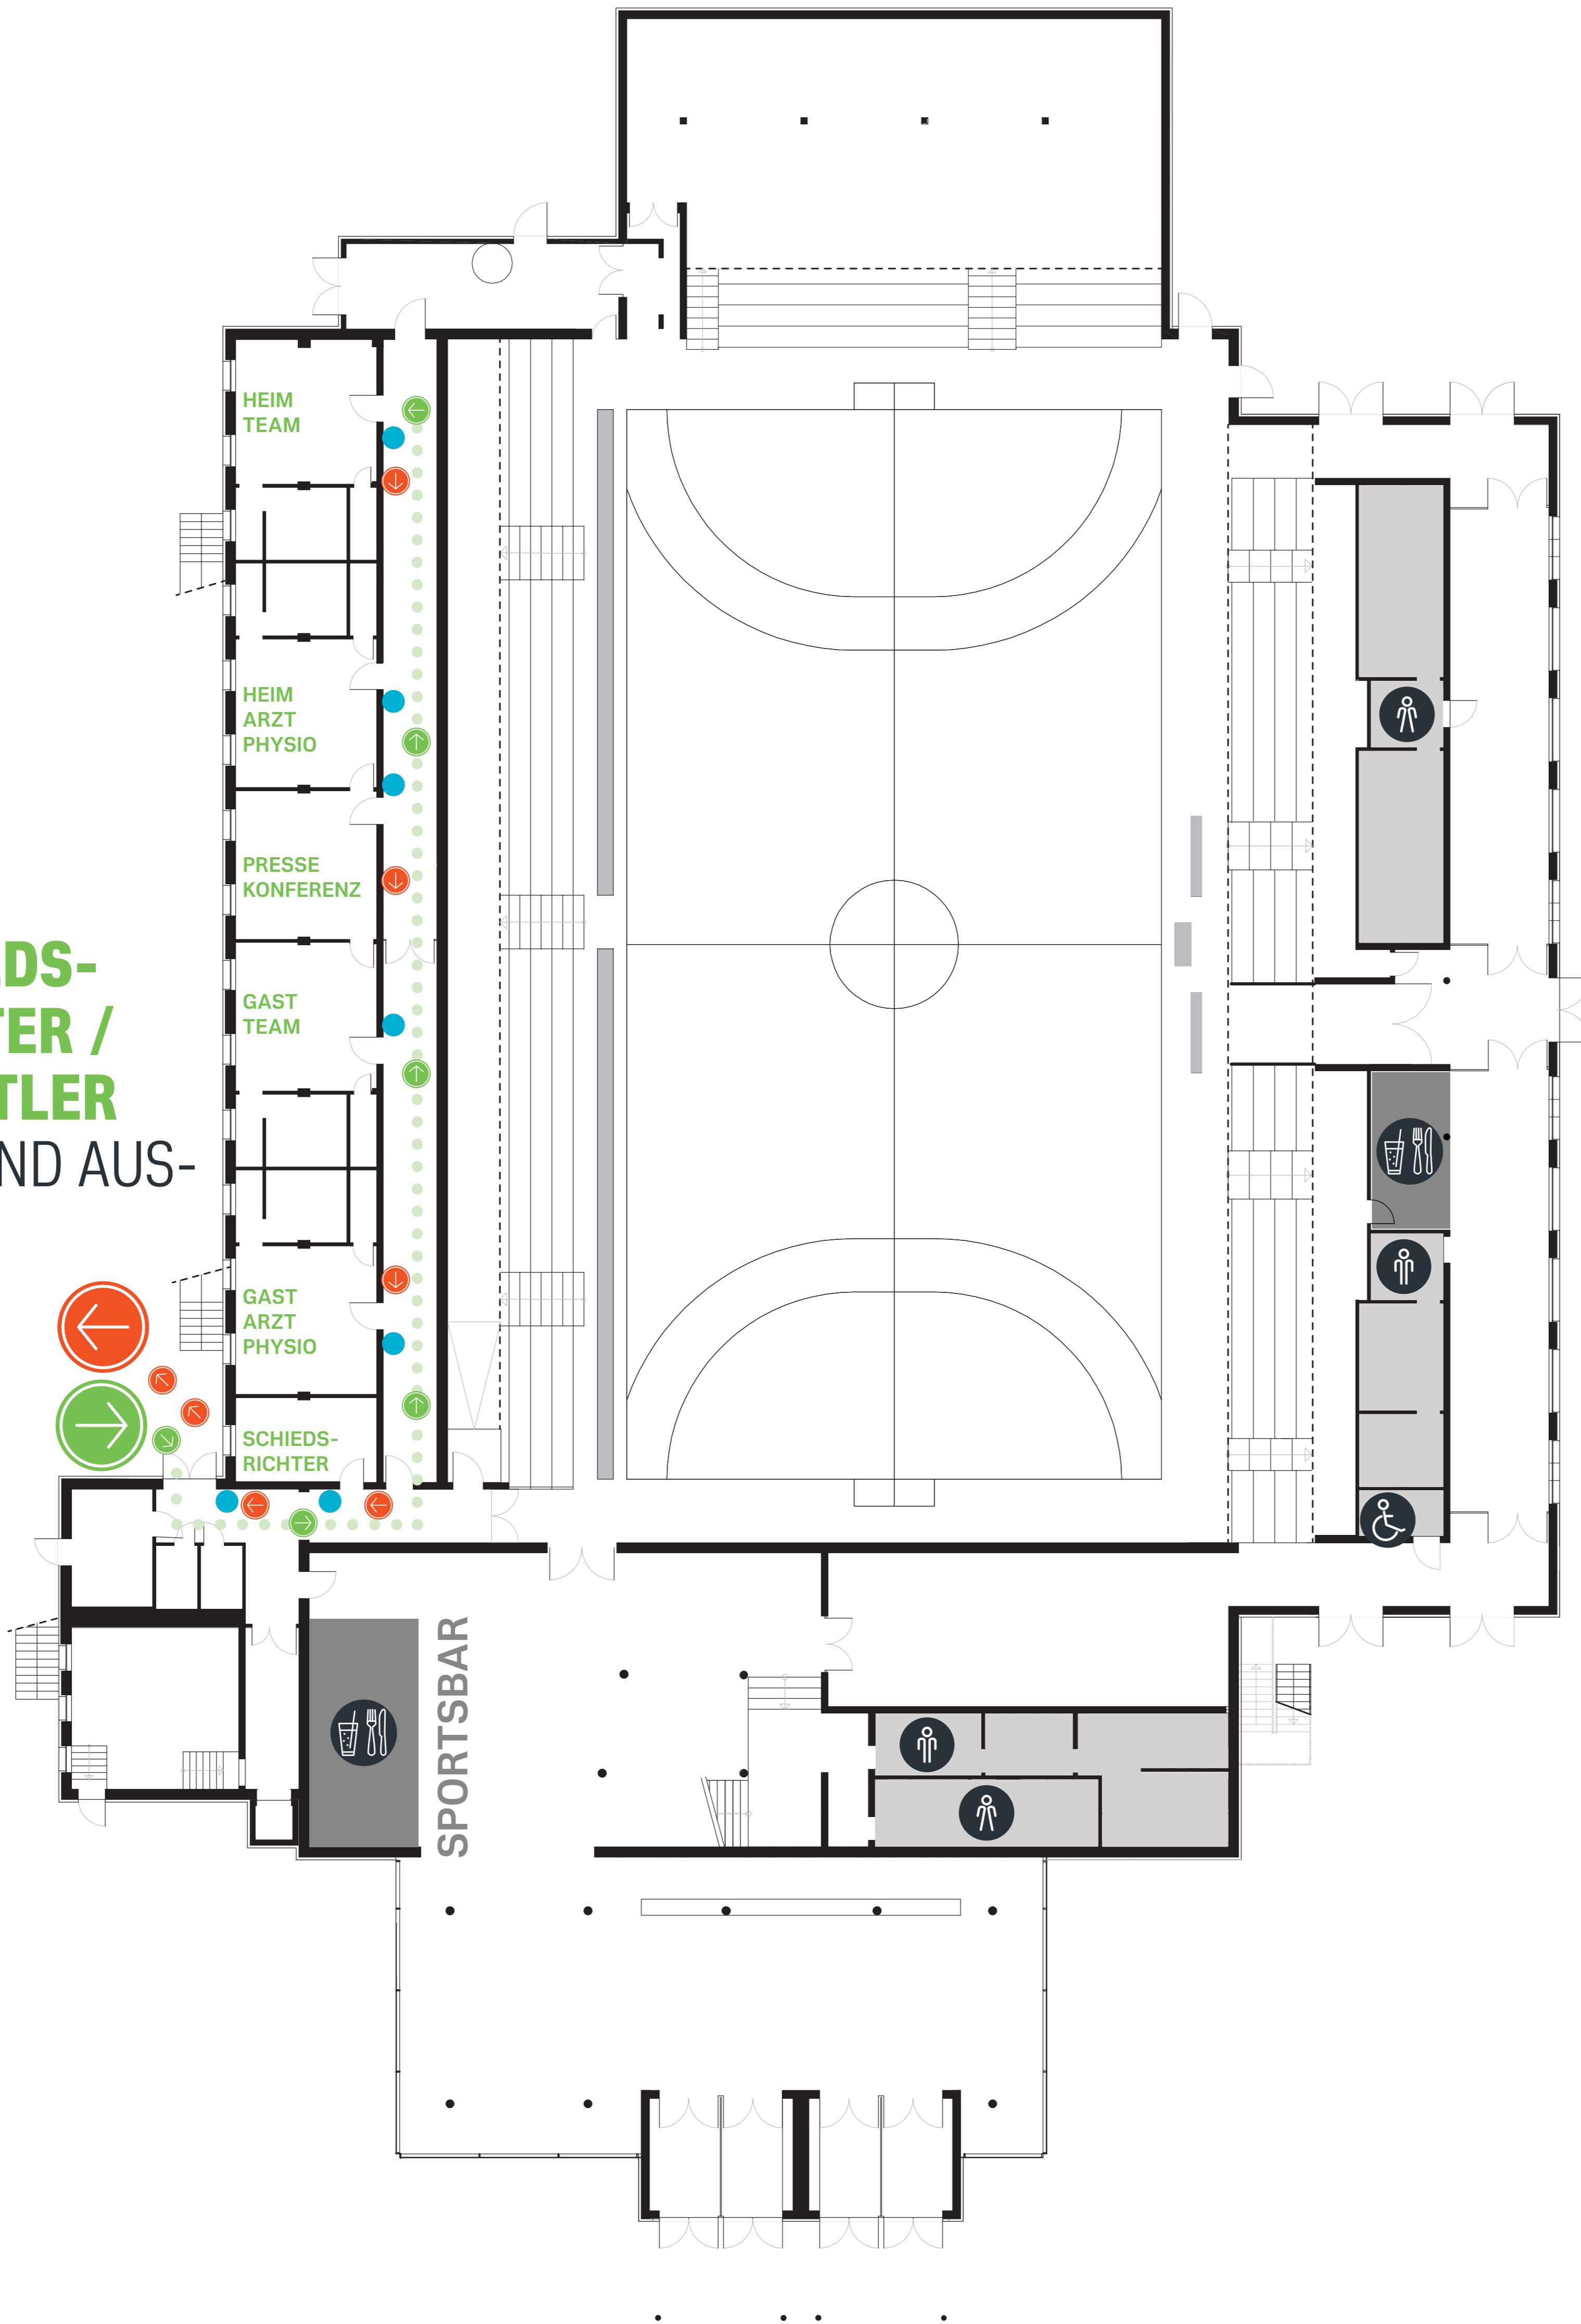 HEIM
TEAM
HEIM
ARZT
PHYSIO
PRESSE
KONFERENZ
GAST
TEAM
GAST
ARZT
PHYSIO
SCHIEDS-
RICHTER
DS-
TER /
TLER
ND AUS-
SPORTSBAR